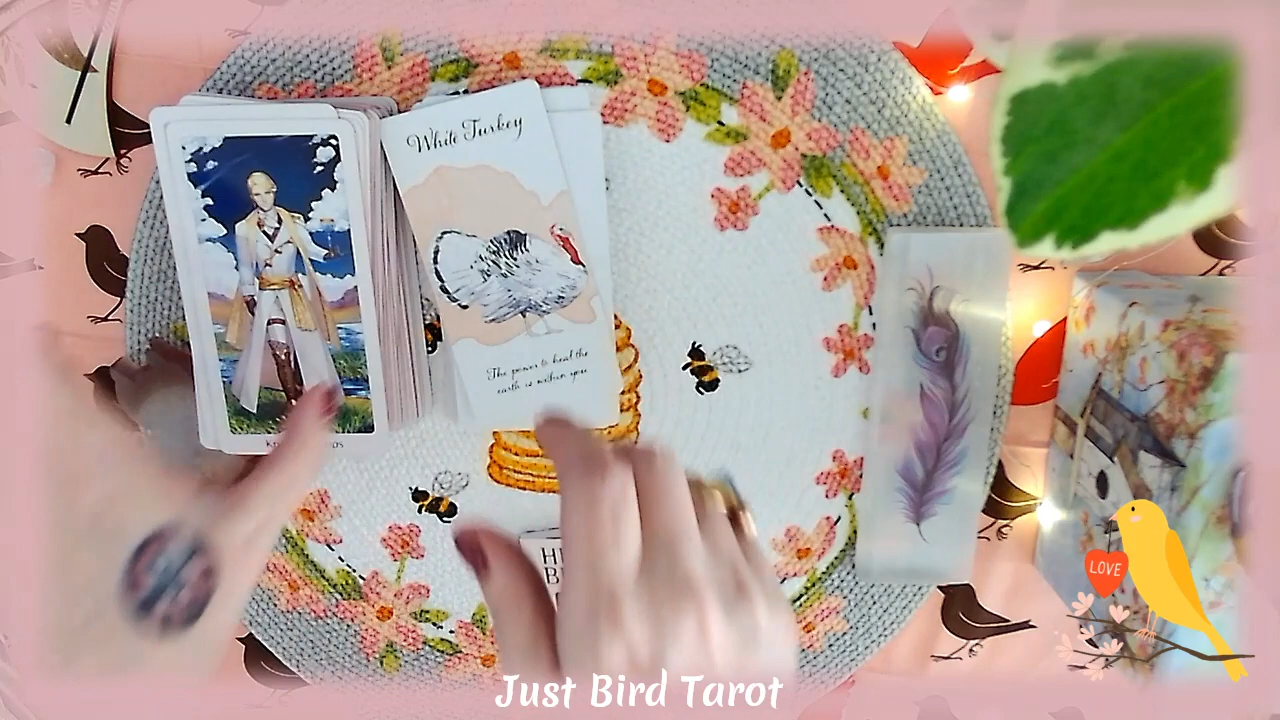 White Turkey
The power to heal the
earth is within you
LOVE
Just Bird Tarot